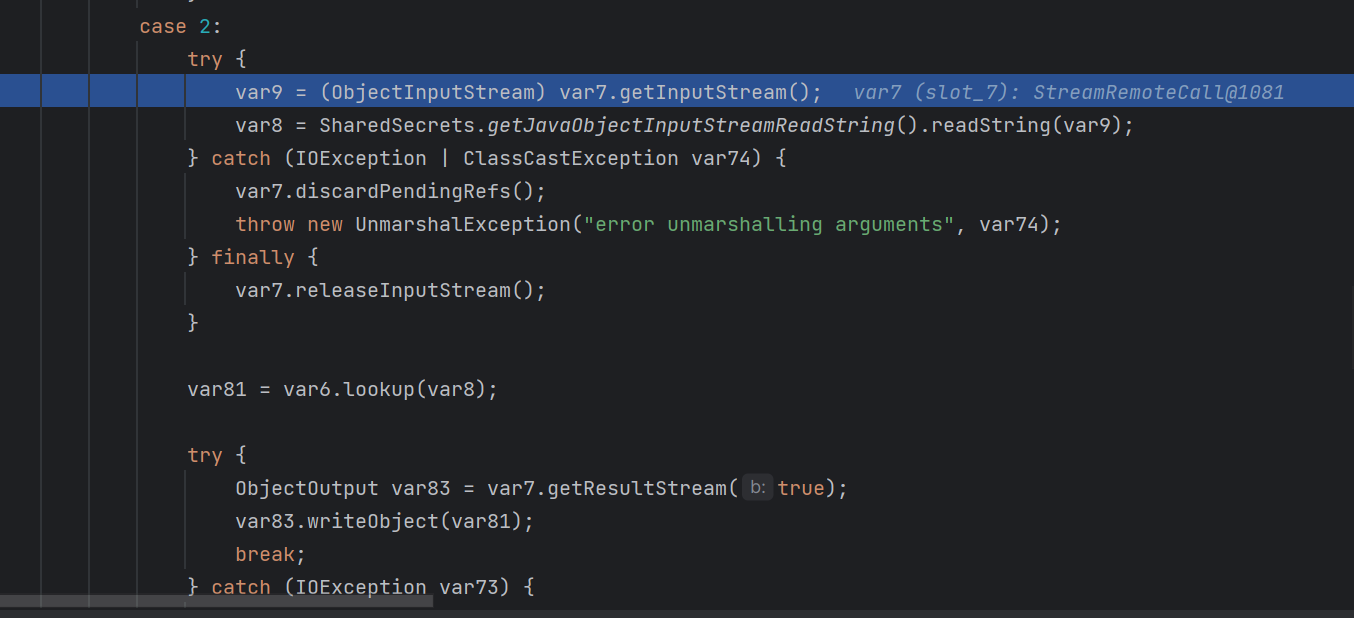 case 2:
try {
var9 = (ObjectInputStream) var7.getInputStream();   var7 (slot_7): StreamRemoteCall@1081
var8 = SharedSecrets.getJavaObjectInputStreamReadString().readString(var9);
} catch (IOException | ClassCastException var74) {
var7.discardPendingRefs();
throw new UnmarshalException("error unmarshalling arguments", var74);
} finally {
var7.releaseInputStream();
}
var81 = var6.lookup(var8);
try {
ObjectOutput var83 = var7.getResultStream( b: true);
var83.writeObject(var81);
break;
} catch (IOException var73) {